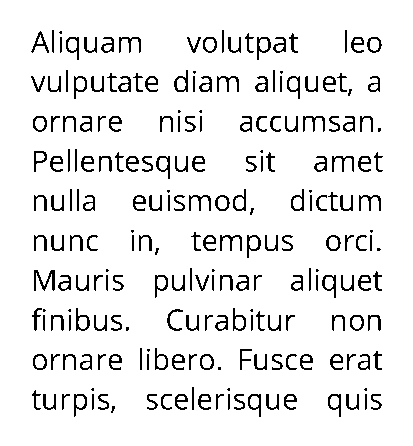 Aliquam volutpat leo
vulputate diam aliquet, a
ornare nisi accumsan.
Pellentesque sit amet
nulla euismod, dictum
nunc in, tempus orci.
Mauris pulvinar aliquet
finibus. Curabitur non
ornare libero. Fusce erat
turpis, scelerisque quis